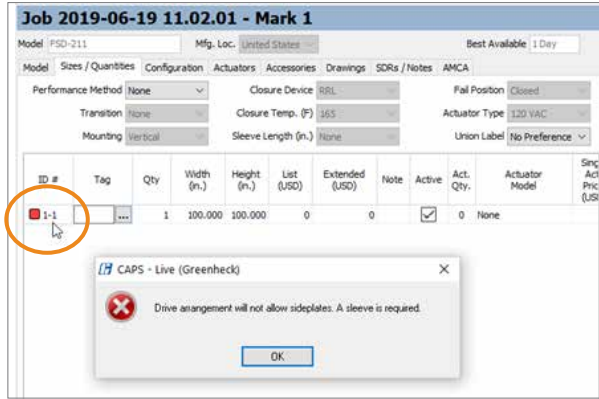 Job 2019-06-19 11.02.01 - Mark 1
Model FSD-211 Mfg. Loc. United States Best Available 1 Day
Model Sizes / Quantities Configuration Actuators Accessories Drawings SDRs / Notes AMCA
Performance Method None Closure Device RRL Fail Position Closed
Transition None Closure Temp. (F) 165 Actuator Type 120 VAC
Mounting Vertical Sleeve Length (in.) None Union Label No Preference
ID # Tag Qty Width (in.) Height (in.) List (USD) Extended (USD) Note Active Act. Qty. Actuator Model
1-1 ... 1 100.000 100.000 0 0 0 None
CAPS - Live (Greenheck)
Drive arrangement will not allow sideplates. A sleeve is required.
OK